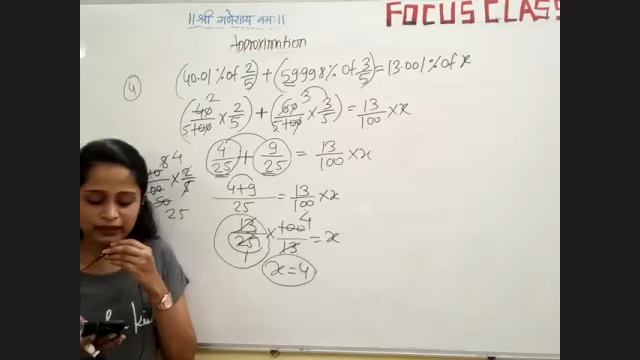 ॥ श्री गणेशाय नमः॥
FOCUS CLASS
Approximation
④ (40.01% of 2/5) + (59.998% of 3/5) = 13.001% of x
(40/100 × 2/5) + (60/100 × 3/5) = 13/100 × x
4/25 + 9/25 = 13/100 × x
4+9/25 = 13/100 × x
13/25 × 100/13 = x
x = 4